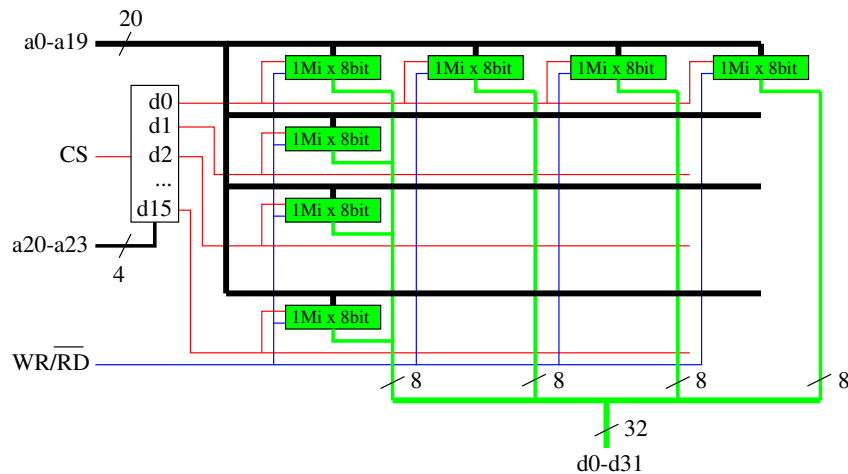 20
a0-a19
1Mi x 8bit 1Mi x 8bit 1Mi x 8bit 1Mi x 8bit
d0
d1
1Mi x 8bit
CS
d2
...
d15
1Mi x 8bit
a20-a23
4
1Mi x 8bit
WR/RD
8 8 8 8
32
d0-d31